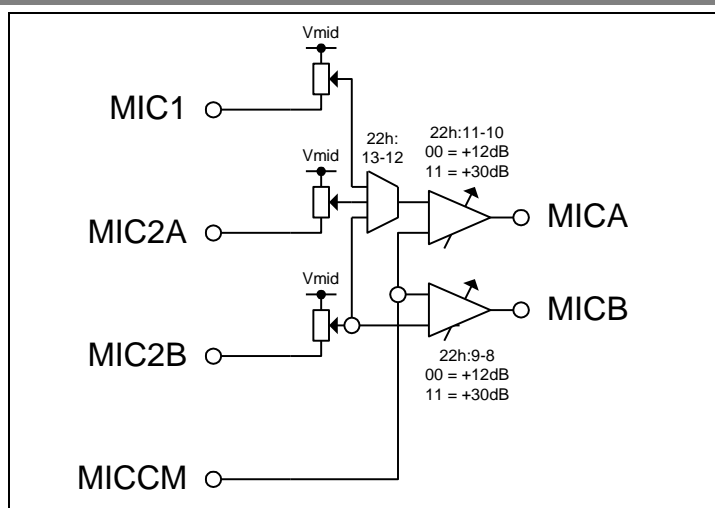 Vmid
MIC1
22h:
13-12
22h:11-10
00 = +12dB
11 = +30dB
Vmid
MIC2A
MICA
Vmid
MIC2B
MICB
22h:9-8
00 = +12dB
11 = +30dB
MICCM